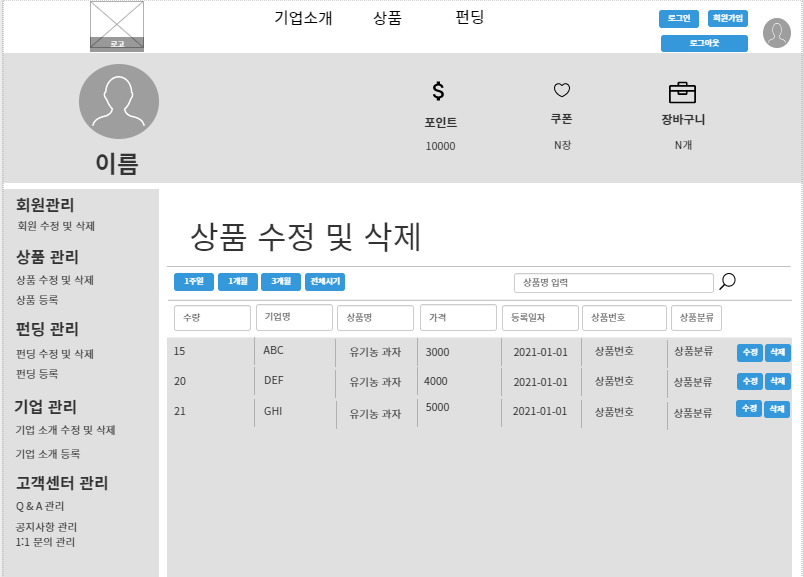 기업소개 상품 펀딩
로그인 회원가입
로고
로그아웃
포인트 쿠폰 장바구니
10000 N장 N개
이름
회원관리
회원 수정 및 삭제
상품 관리
상품 수정 및 삭제
상품 등록
펀딩 관리
펀딩 수정 및 삭제
펀딩 등록
기업 관리
기업 소개 수정 및 삭제
기업 소개 등록
고객센터 관리
Q & A 관리
공지사항 관리
1:1 문의 관리
상품 수정 및 삭제
1주일 1개월 3개월 전체시기 상품명 입력
수량 기업명 상품명 가격 등록일자 상품번호 상품분류
15 ABC 유기농 과자 3000 2021-01-01 상품번호 상품분류 수정 삭제
20 DEF 유기농 과자 4000 2021-01-01 상품번호 상품분류 수정 삭제
21 GHI 유기농 과자 5000 2021-01-01 상품번호 상품분류 수정 삭제